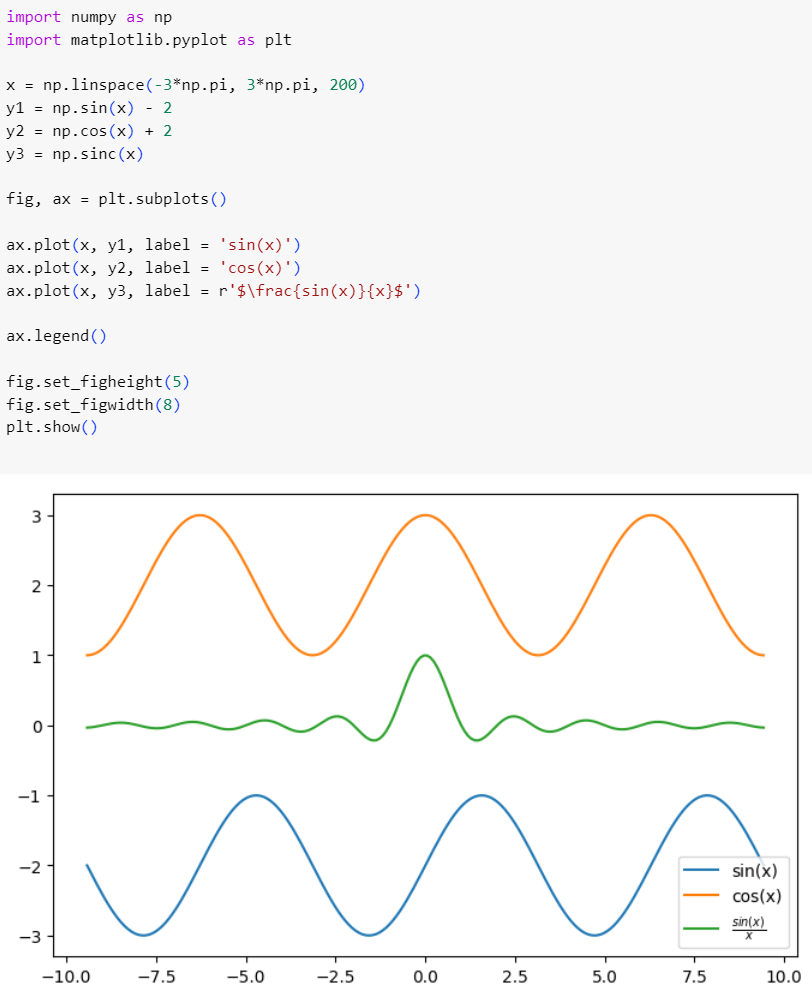 import numpy as np
import matplotlib.pyplot as plt
x = np.linspace(-3*np.pi, 3*np.pi, 200)
y1 = np.sin(x) - 2
y2 = np.cos(x) + 2
y3 = np.sinc(x)
fig, ax = plt.subplots()
ax.plot(x, y1, label = 'sin(x)')
ax.plot(x, y2, label = 'cos(x)')
ax.plot(x, y3, label = r'$\frac{sin(x)}{x}$')
ax.legend()
fig.set_figheight(5)
fig.set_figwidth(8)
plt.show()
3
2
1
0
−1
−2
−3
sin(x)
cos(x)
sin(x)
x
−10.0 −7.5 −5.0 −2.5 0.0 2.5 5.0 7.5 10.0